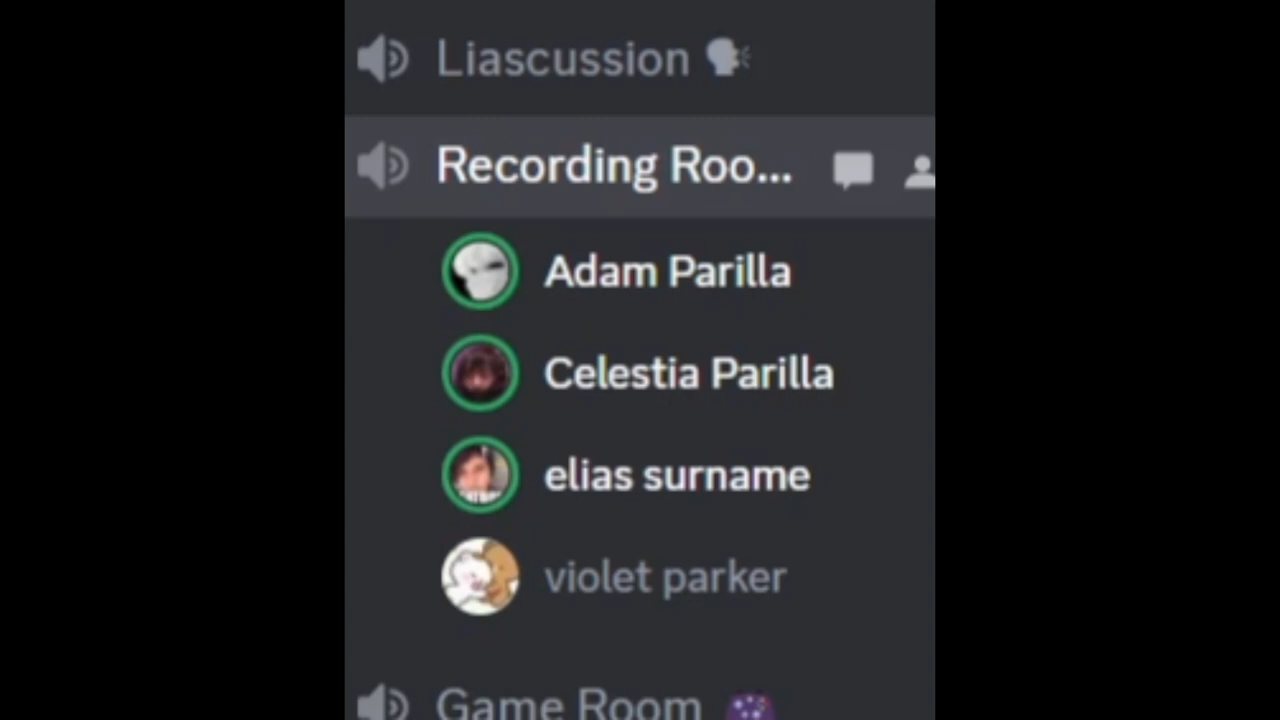 Liascussion 🗣
Recording Roo...
Adam Parilla
Celestia Parilla
elias surname
violet parker
Game Room